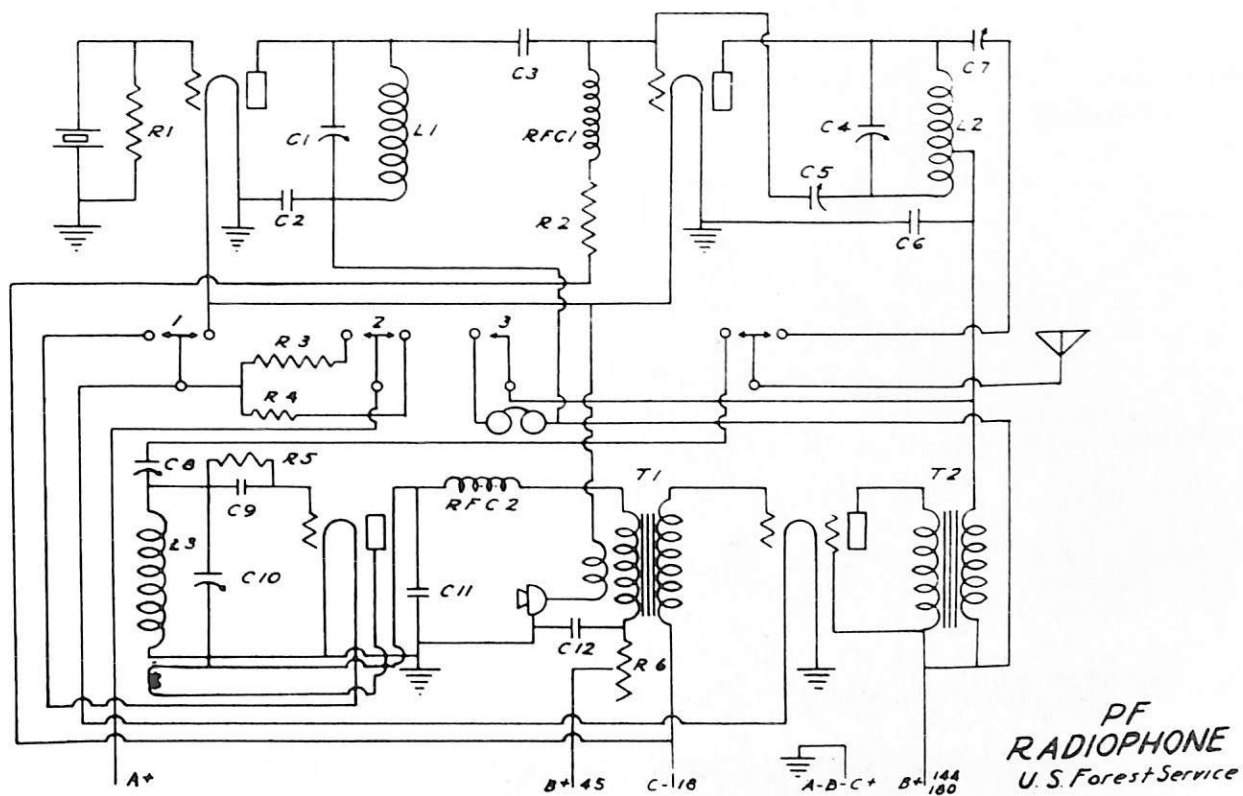 C3
C7
R1
C1
L1
RFC1
C4
L2
C5
C2
R2
C6
1
2
3
R3
R4
C8
R5
T1
T2
C9
RFC2
L3
C10
C11
C12
R6
A+
B+45
C-18
A-B-C+
B+ 144
180
PF
RADIOPHONE
U.S. Forest Service